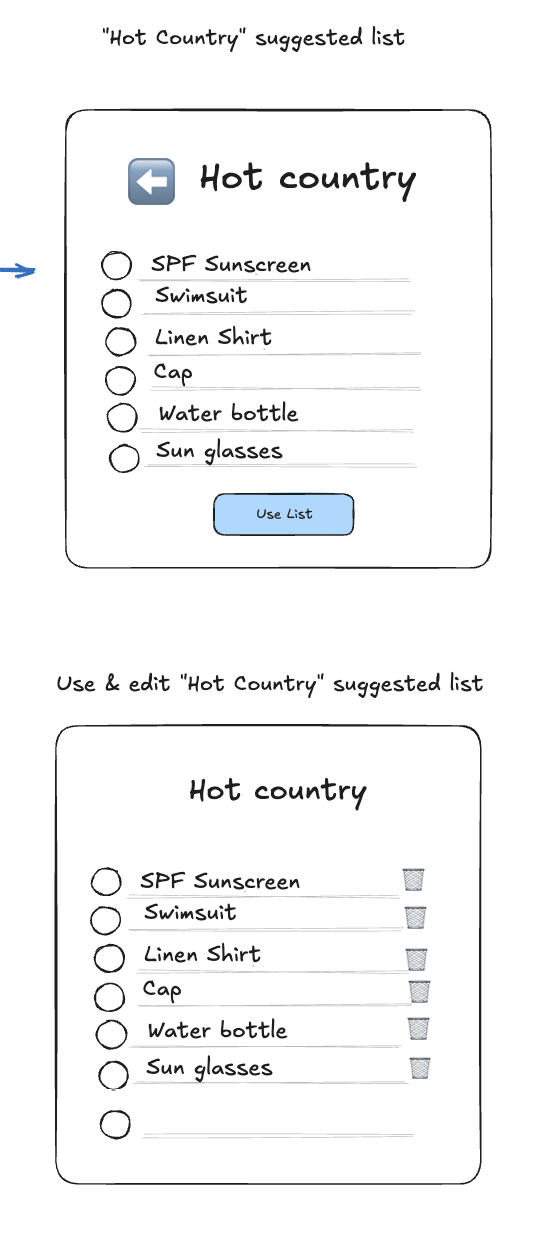 "Hot Country" suggested list
Hot country
SPF Sunscreen
Swimsuit
Linen Shirt
Cap
Water bottle
Sun glasses
Use List
Use & edit "Hot Country" suggested list
Hot country
SPF Sunscreen
Swimsuit
Linen Shirt
Cap
Water bottle
Sun glasses